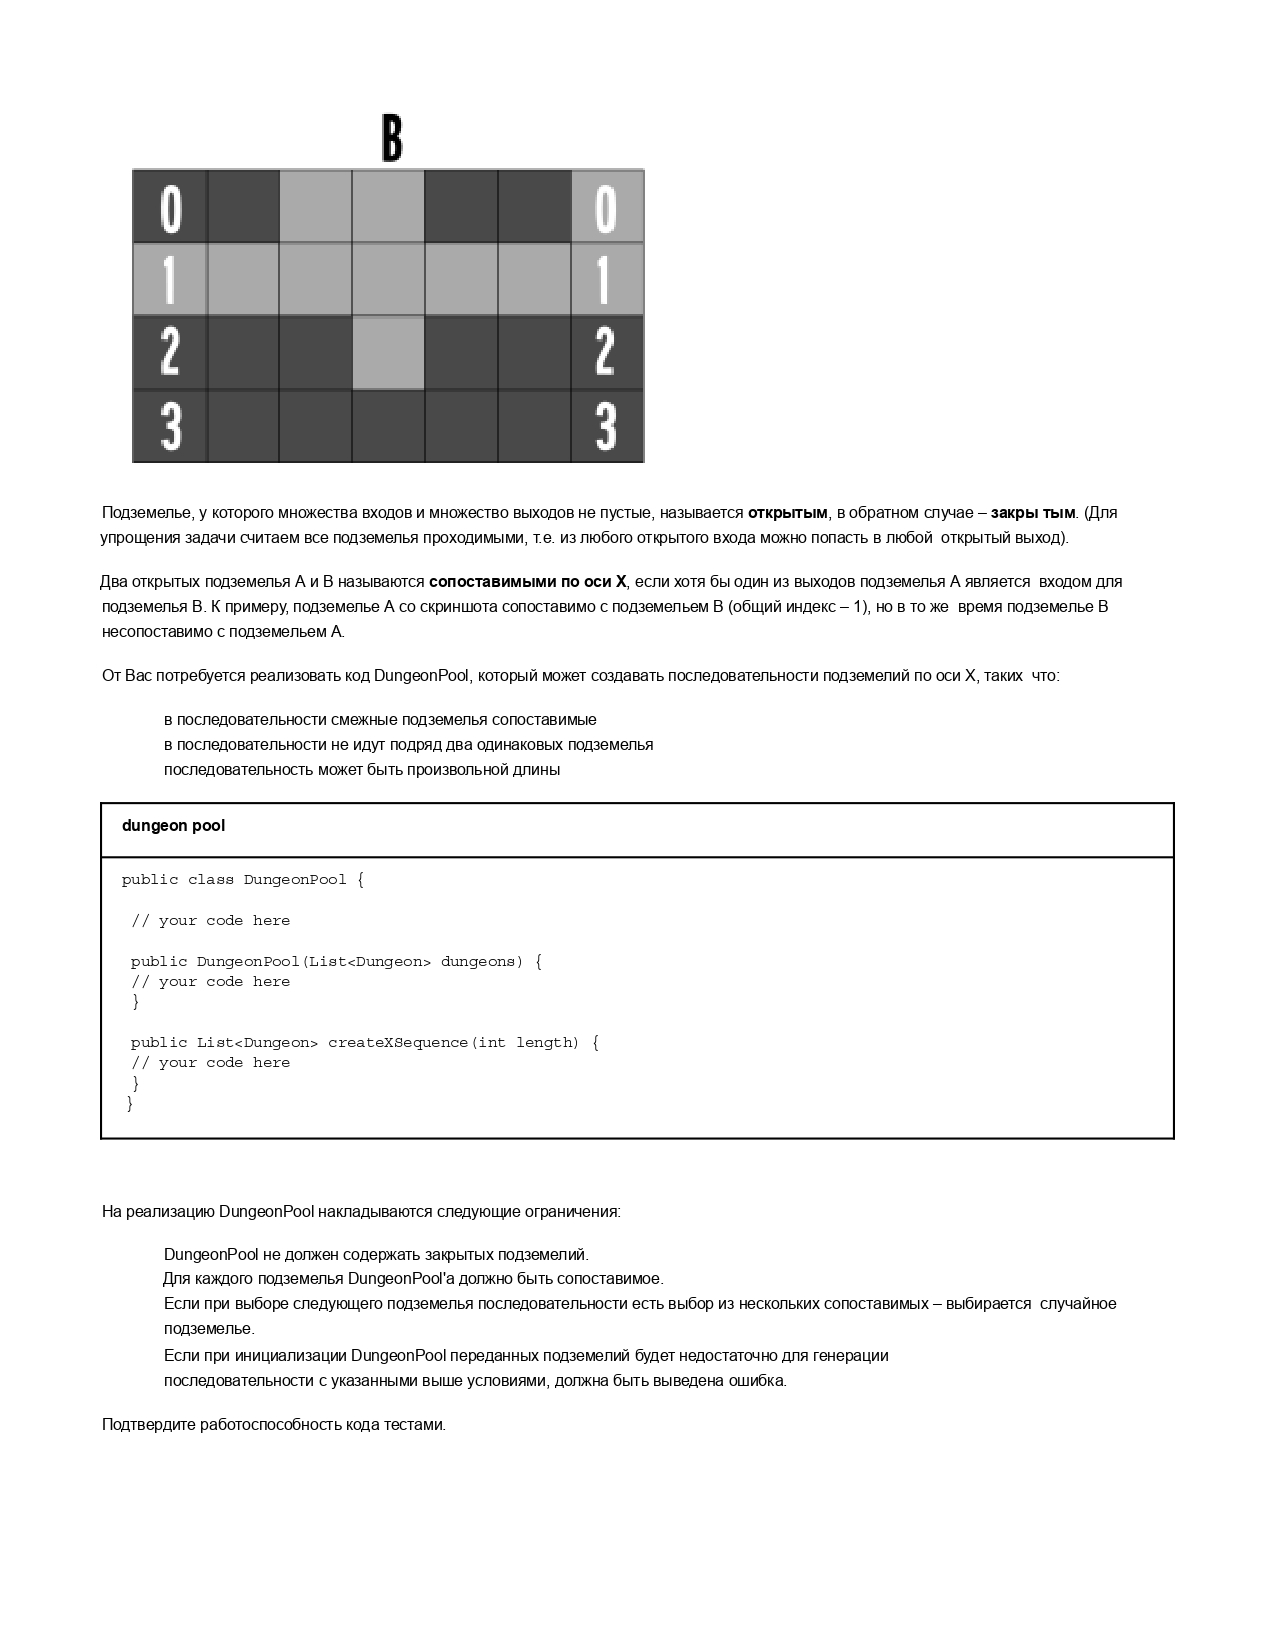 B
0 0
1 1
2 2
3 3
Подземелье, у которого множества входов и множество выходов не пустые, называется открытым, в обратном случае – закры тым. (Для
упрощения задачи считаем все подземелья проходимыми, т.е. из любого открытого входа можно попасть в любой открытый выход).
Два открытых подземелья A и B называются сопоставимыми по оси X, если хотя бы один из выходов подземелья A является входом для
подземелья B. К примеру, подземелье A со скриншота сопоставимо с подземельем B (общий индекс – 1), но в то же время подземелье B
несопоставимо с подземельем A.
От Вас потребуется реализовать код DungeonPool, который может создавать последовательности подземелий по оси X, таких что:
в последовательности смежные подземелья сопоставимые
в последовательности не идут подряд два одинаковых подземелья
последовательность может быть произвольной длины
dungeon pool
public class DungeonPool {
// your code here
public DungeonPool(List<Dungeon> dungeons) {
// your code here
}
public List<Dungeon> createXSequence(int length) {
// your code here
}
}
На реализацию DungeonPool накладываются следующие ограничения:
DungeonPool не должен содержать закрытых подземелий.
Для каждого подземелья DungeonPool'а должно быть сопоставимое.
Если при выборе следующего подземелья последовательности есть выбор из нескольких сопоставимых – выбирается случайное
подземелье.
Если при инициализации DungeonPool переданных подземелий будет недостаточно для генерации
последовательности с указанными выше условиями, должна быть выведена ошибка.
Подтвердите работоспособность кода тестами.